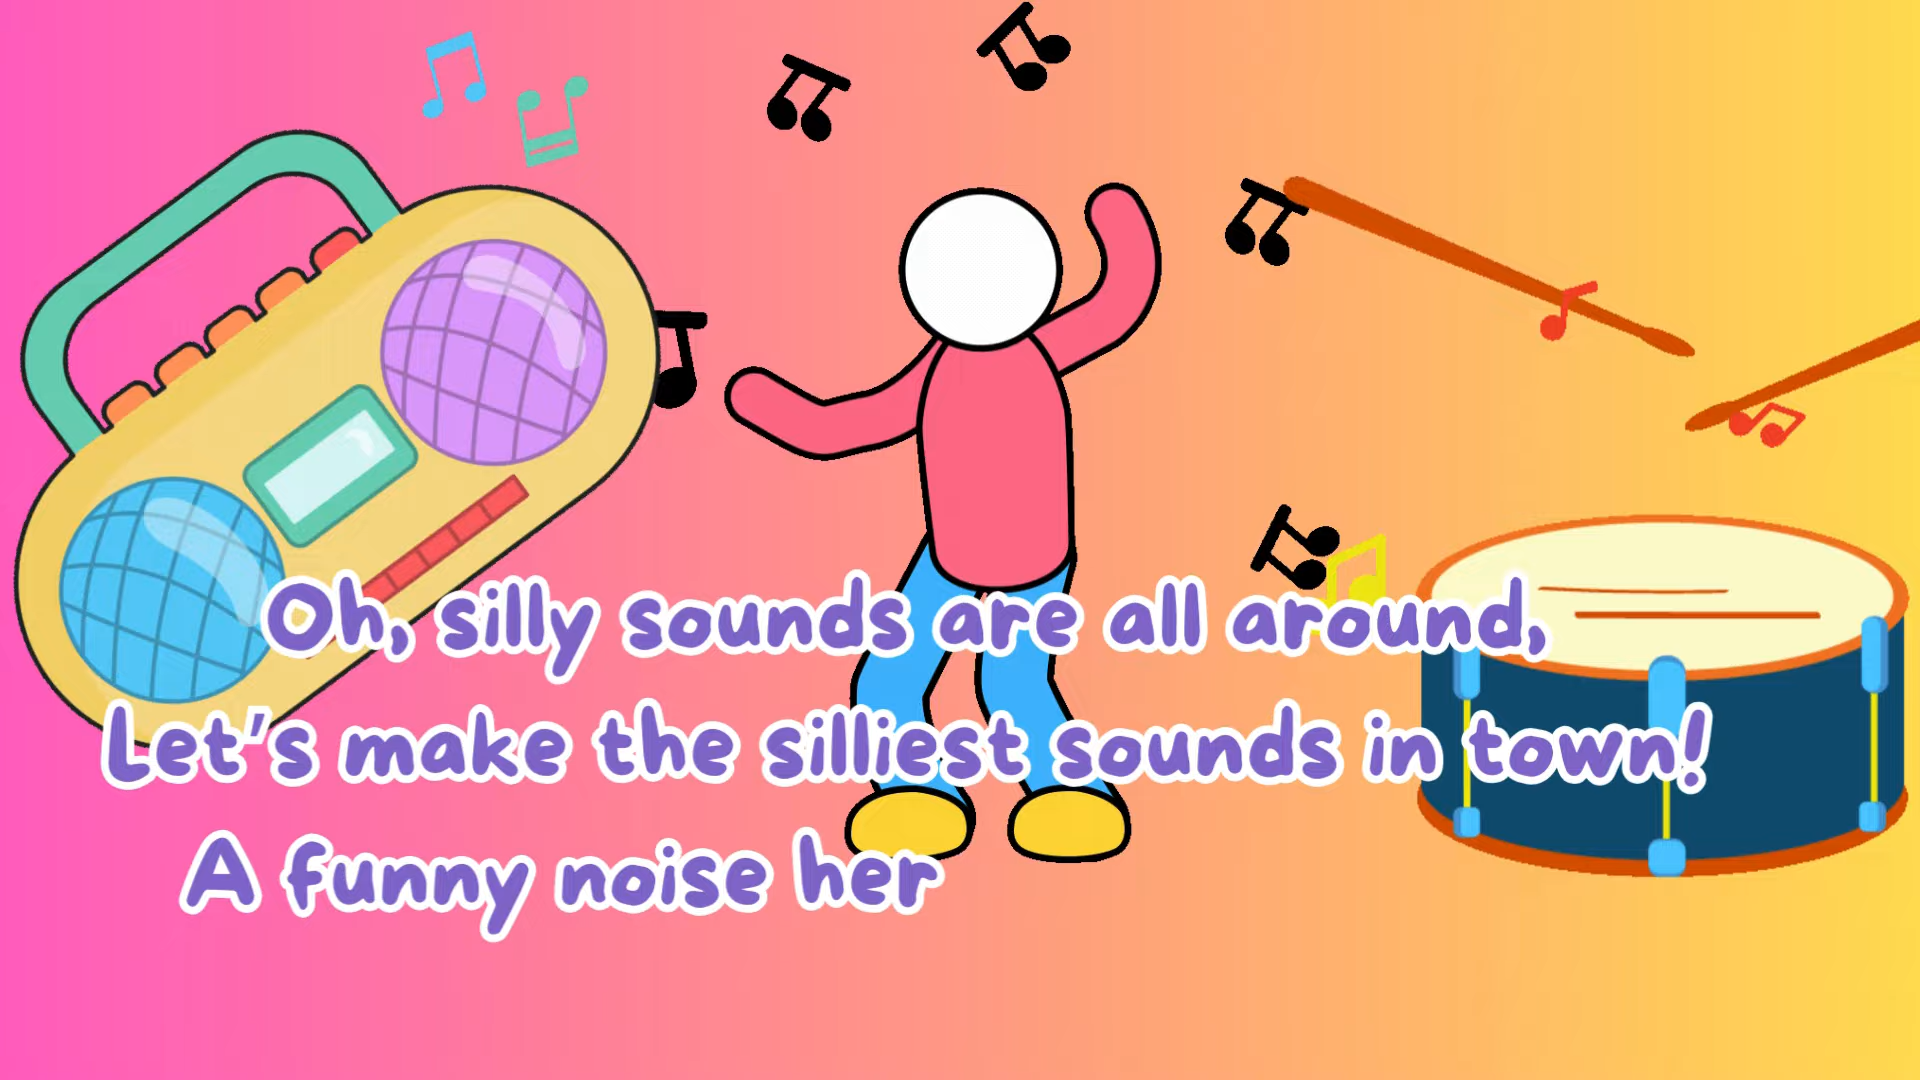 Oh, silly sounds are all around,
Let's make the silliest sounds in town!
A funny noise her